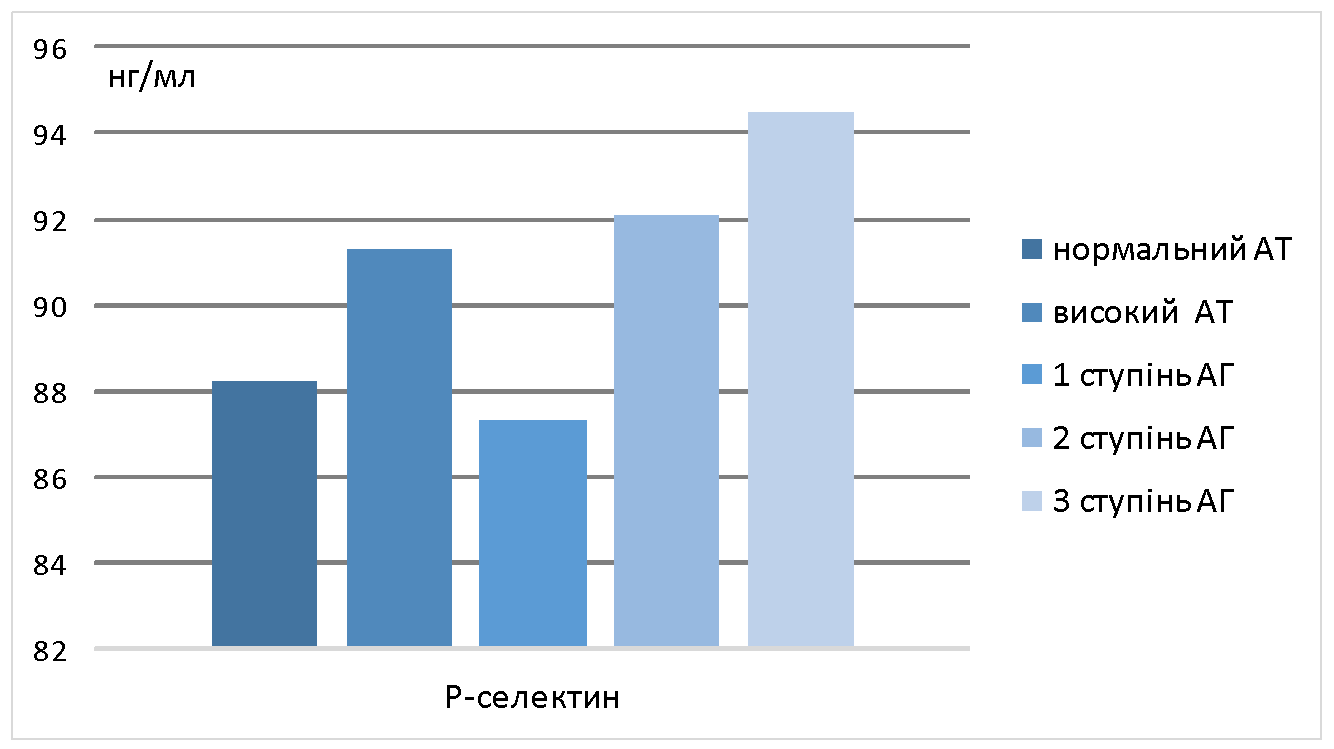 96
нг/мл
94
92
90
88
86
84
82
Р-селектин
нормальний АТ
високий АТ
1 ступінь АГ
2 ступінь АГ
3 ступінь АГ